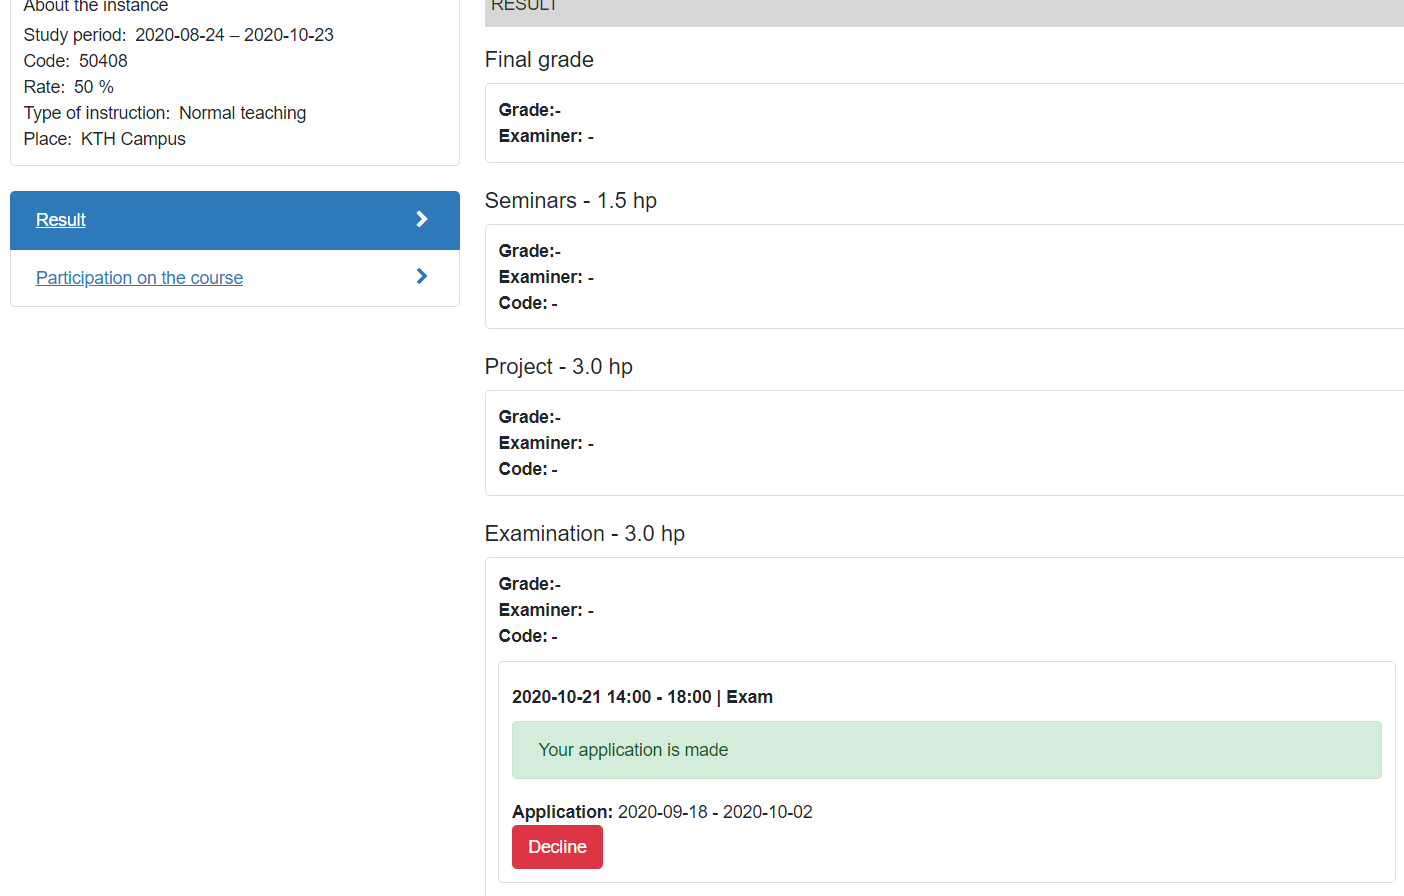 About the instance
Study period: 2020-08-24 – 2020-10-23
Code: 50408
Rate: 50 %
Type of instruction: Normal teaching
Place: KTH Campus
Result
Participation on the course
RESULT
Final grade
Grade:-
Examiner: -
Seminars - 1.5 hp
Grade:-
Examiner: -
Code: -
Project - 3.0 hp
Grade:-
Examiner: -
Code: -
Examination - 3.0 hp
Grade:-
Examiner: -
Code: -
2020-10-21 14:00 - 18:00 | Exam
Your application is made
Application: 2020-09-18 - 2020-10-02
Decline